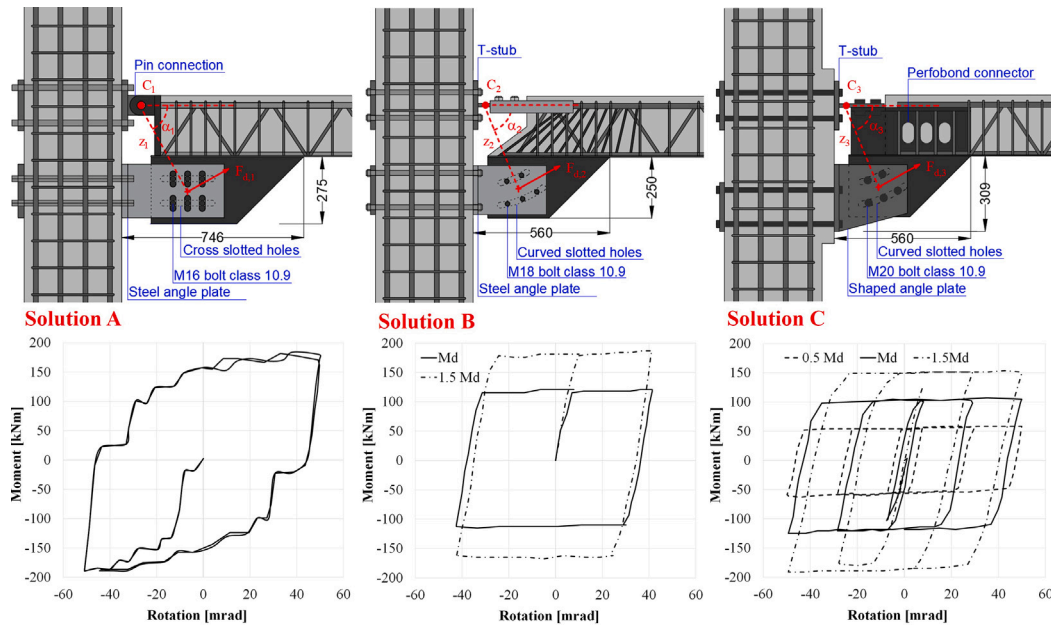 Pin connection
C1
α1
z1
Fd,1
275
746
Cross slotted holes
M16 bolt class 10.9
Steel angle plate
Solution A
T-stub
C2
α2
z2
Fd,2
250
560
Curved slotted holes
M18 bolt class 10.9
Steel angle plate
Solution B
T-stub
Perfobond connector
C3
α3
z3
Fd,3
309
560
Curved slotted holes
M20 bolt class 10.9
Shaped angle plate
Solution C
Moment [kNm]
200
150
100
50
0
-50
-100
-150
-200
-60 -40 -20 0 20 40 60
Rotation [mrad]
Moment [kNm]
200
150
100
50
0
-50
-100
-150
-200
Md
1.5 Md
-60 -40 -20 0 20 40 60
Rotation [mrad]
Moment [kNm]
200
150
100
50
0
-50
-100
-150
-200
0.5 Md Md 1.5Md
-60 -40 -20 0 20 40 60
Rotation [mrad]